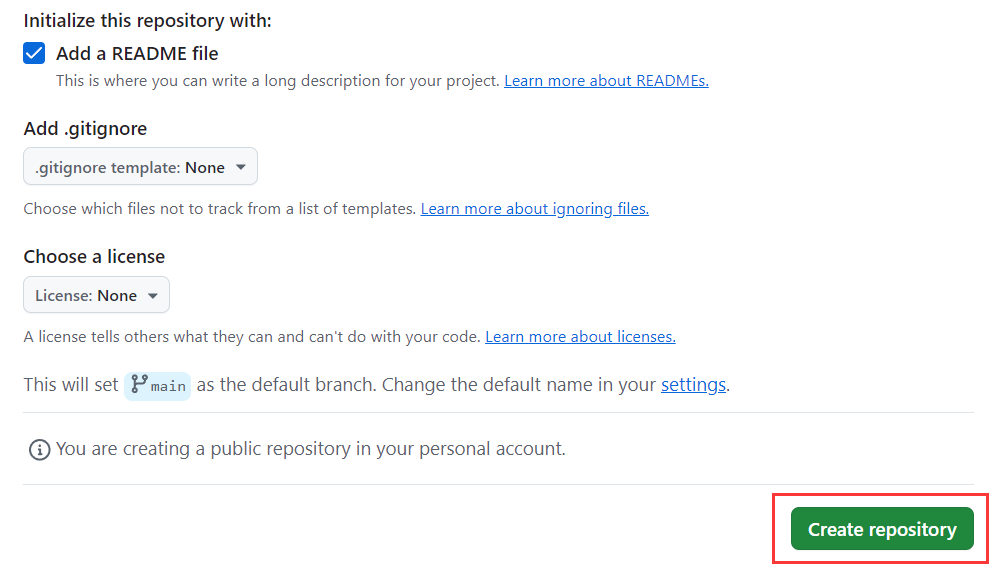 Initialize this repository with:
Add a README file
This is where you can write a long description for your project. Learn more about READMEs.
Add .gitignore
.gitignore template: None
Choose which files not to track from a list of templates. Learn more about ignoring files.
Choose a license
License: None
A license tells others what they can and can't do with your code. Learn more about licenses.
This will set main as the default branch. Change the default name in your settings.
You are creating a public repository in your personal account.
Create repository